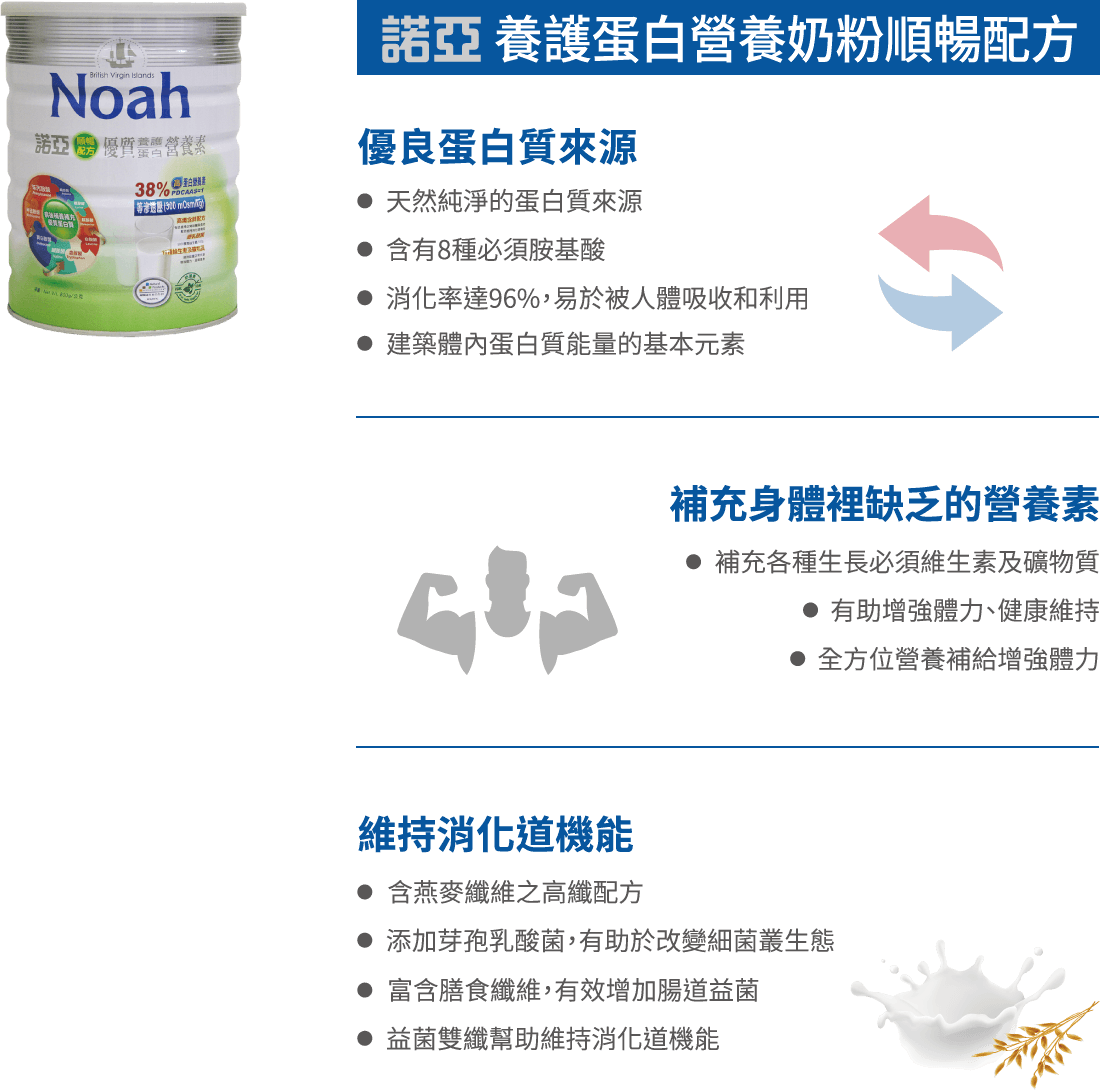 British Virgin Islands
Noah
諾亞 順暢配方 優質養護蛋白營養素
38%
PDCAAS=1
等滲透壓(300 mOsm/kg)
諾亞 養護蛋白營養奶粉順暢配方
優良蛋白質來源
● 天然純淨的蛋白質來源
● 含有8種必須胺基酸
● 消化率達96%,易於被人體吸收和利用
● 建築體內蛋白質能量的基本元素
補充身體裡缺乏的營養素
● 補充各種生長必須維生素及礦物質
● 有助增強體力、健康維持
● 全方位營養補給增強體力
維持消化道機能
● 含燕麥纖維之高纖配方
● 添加芽孢乳酸菌,有助於改變細菌叢生態
● 富含膳食纖維,有效增加腸道益菌
● 益菌雙纖幫助維持消化道機能